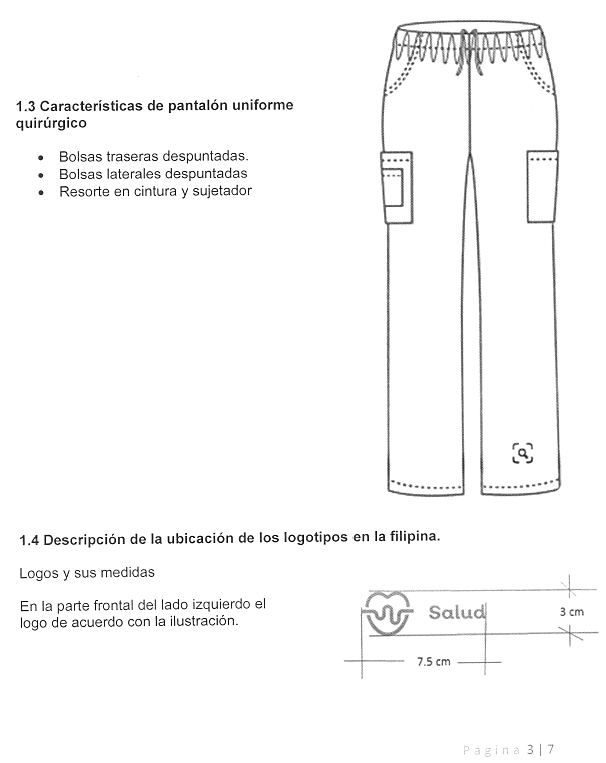 1.3 Características de pantalón uniforme
quirúrgico
• Bolsas traseras despuntadas.
• Bolsas laterales despuntadas
• Resorte en cintura y sujetador
1.4 Descripción de la ubicación de los logotipos en la filipina.
Logos y sus medidas
En la parte frontal del lado izquierdo el
logo de acuerdo con la ilustración.
Salud
3 cm
7.5 cm
Pagina 3 | 7